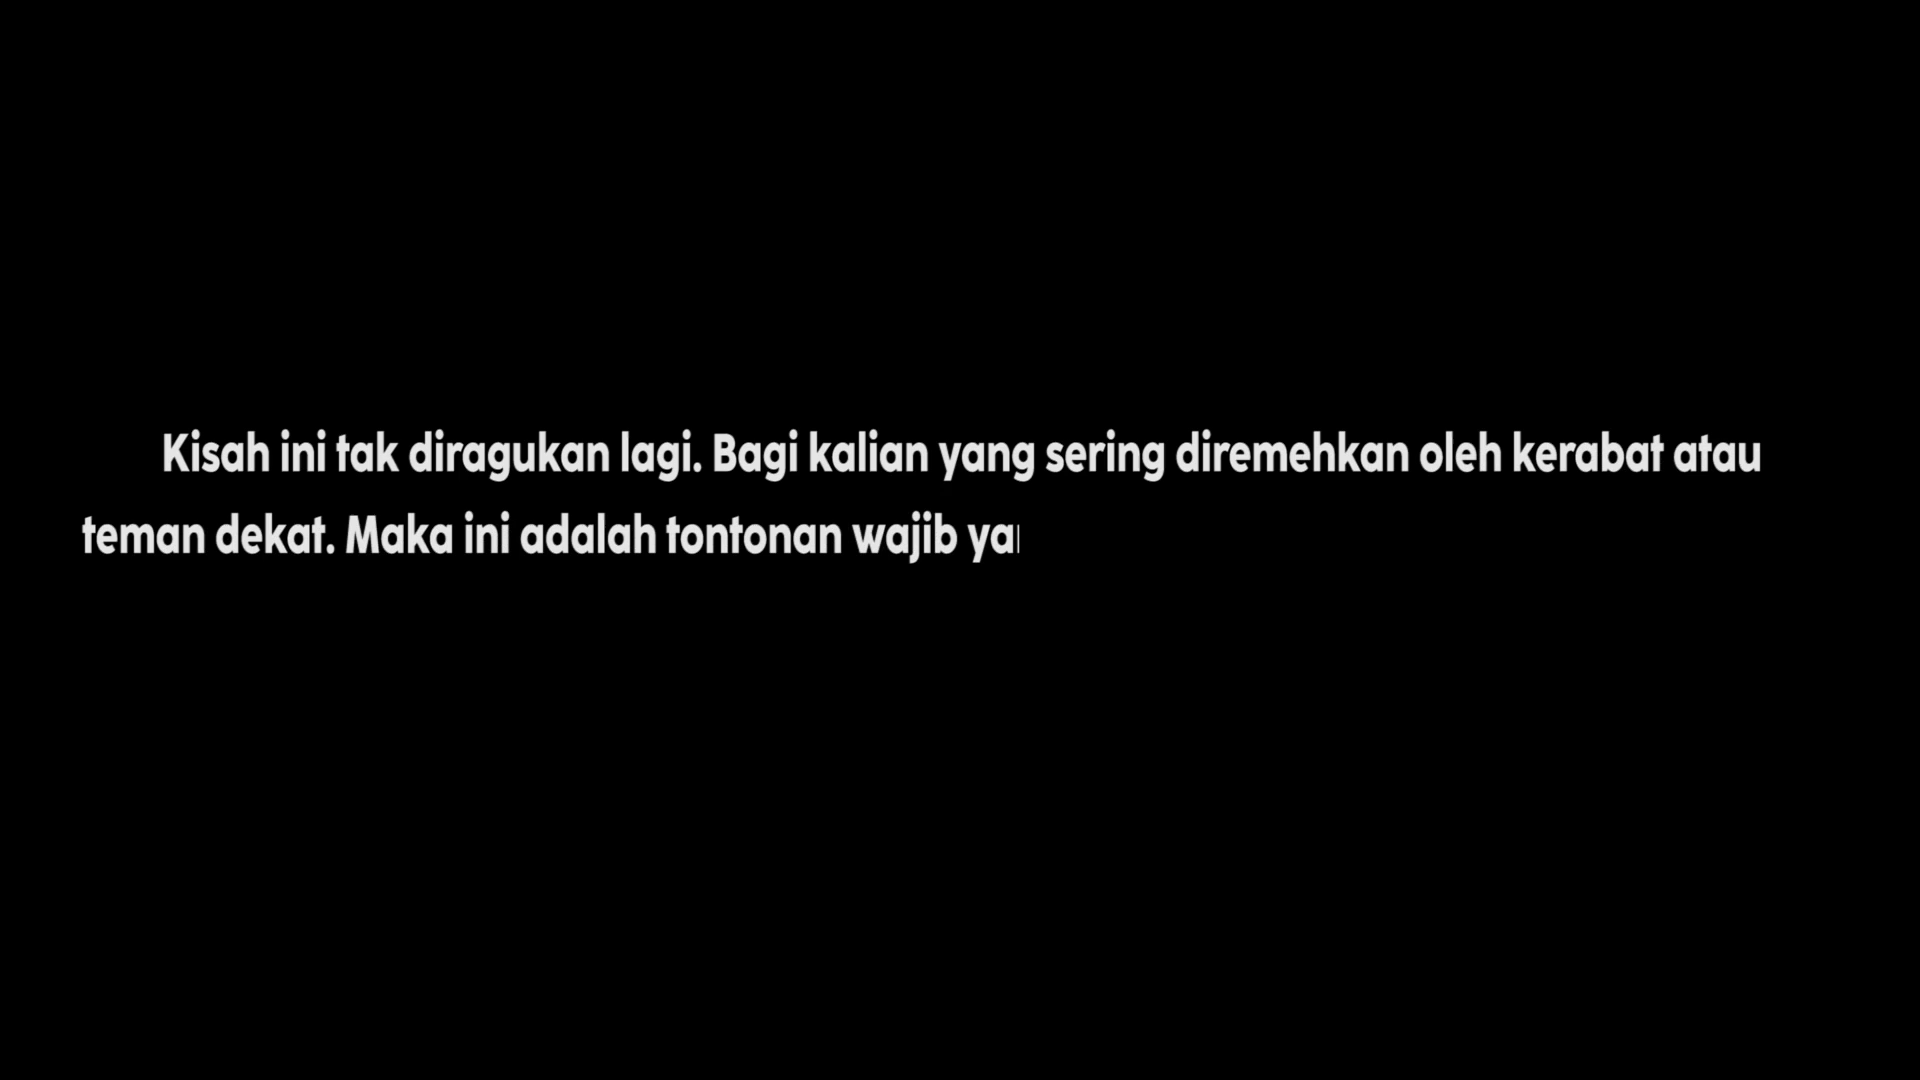 Kisah ini tak diragukan lagi. Bagi kalian yang sering diremehkan oleh kerabat atau
teman dekat. Maka ini adalah tontonan wajib ya